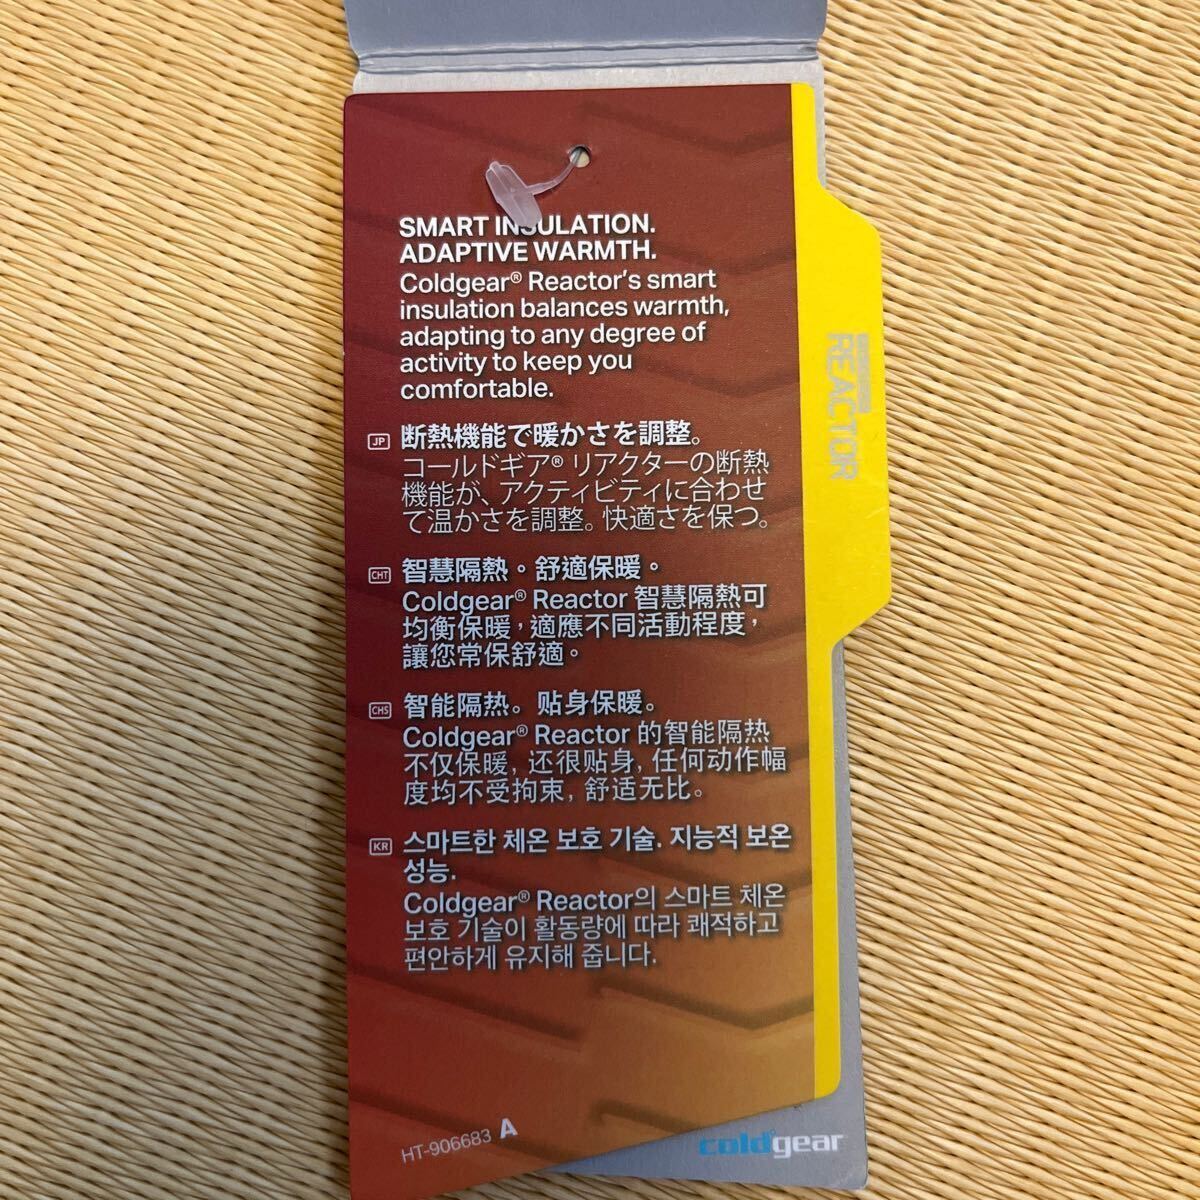 SMART INSULATION.
ADAPTIVE WARMTH.
Coldgear® Reactor's smart
insulation balances warmth,
adapting to any degree of
activity to keep you
comfortable.
JP 断熱機能で暖かさを調整。
コールドギア® リアクターの断熱
機能が、アクティビティに合わせ
て温かさを調整。快適さを保つ。
CHT 智慧隔熱。舒適保暖。
Coldgear® Reactor 智慧隔熱可
均衡保暖，適應不同活動程度，
讓您常保舒適。
CHS 智能隔热。贴身保暖。
Coldgear® Reactor 的智能隔热
不仅保暖，还很贴身，任何动作幅
度均不受拘束，舒适无比。
KR 스마트한 체온 보호 기술. 지능적 보온
성능.
Coldgear® Reactor의 스마트 체온
보호 기술이 활동량에 따라 쾌적하고
편안하게 유지해 줍니다.
HT-906683 A
REACTOR
coldgear